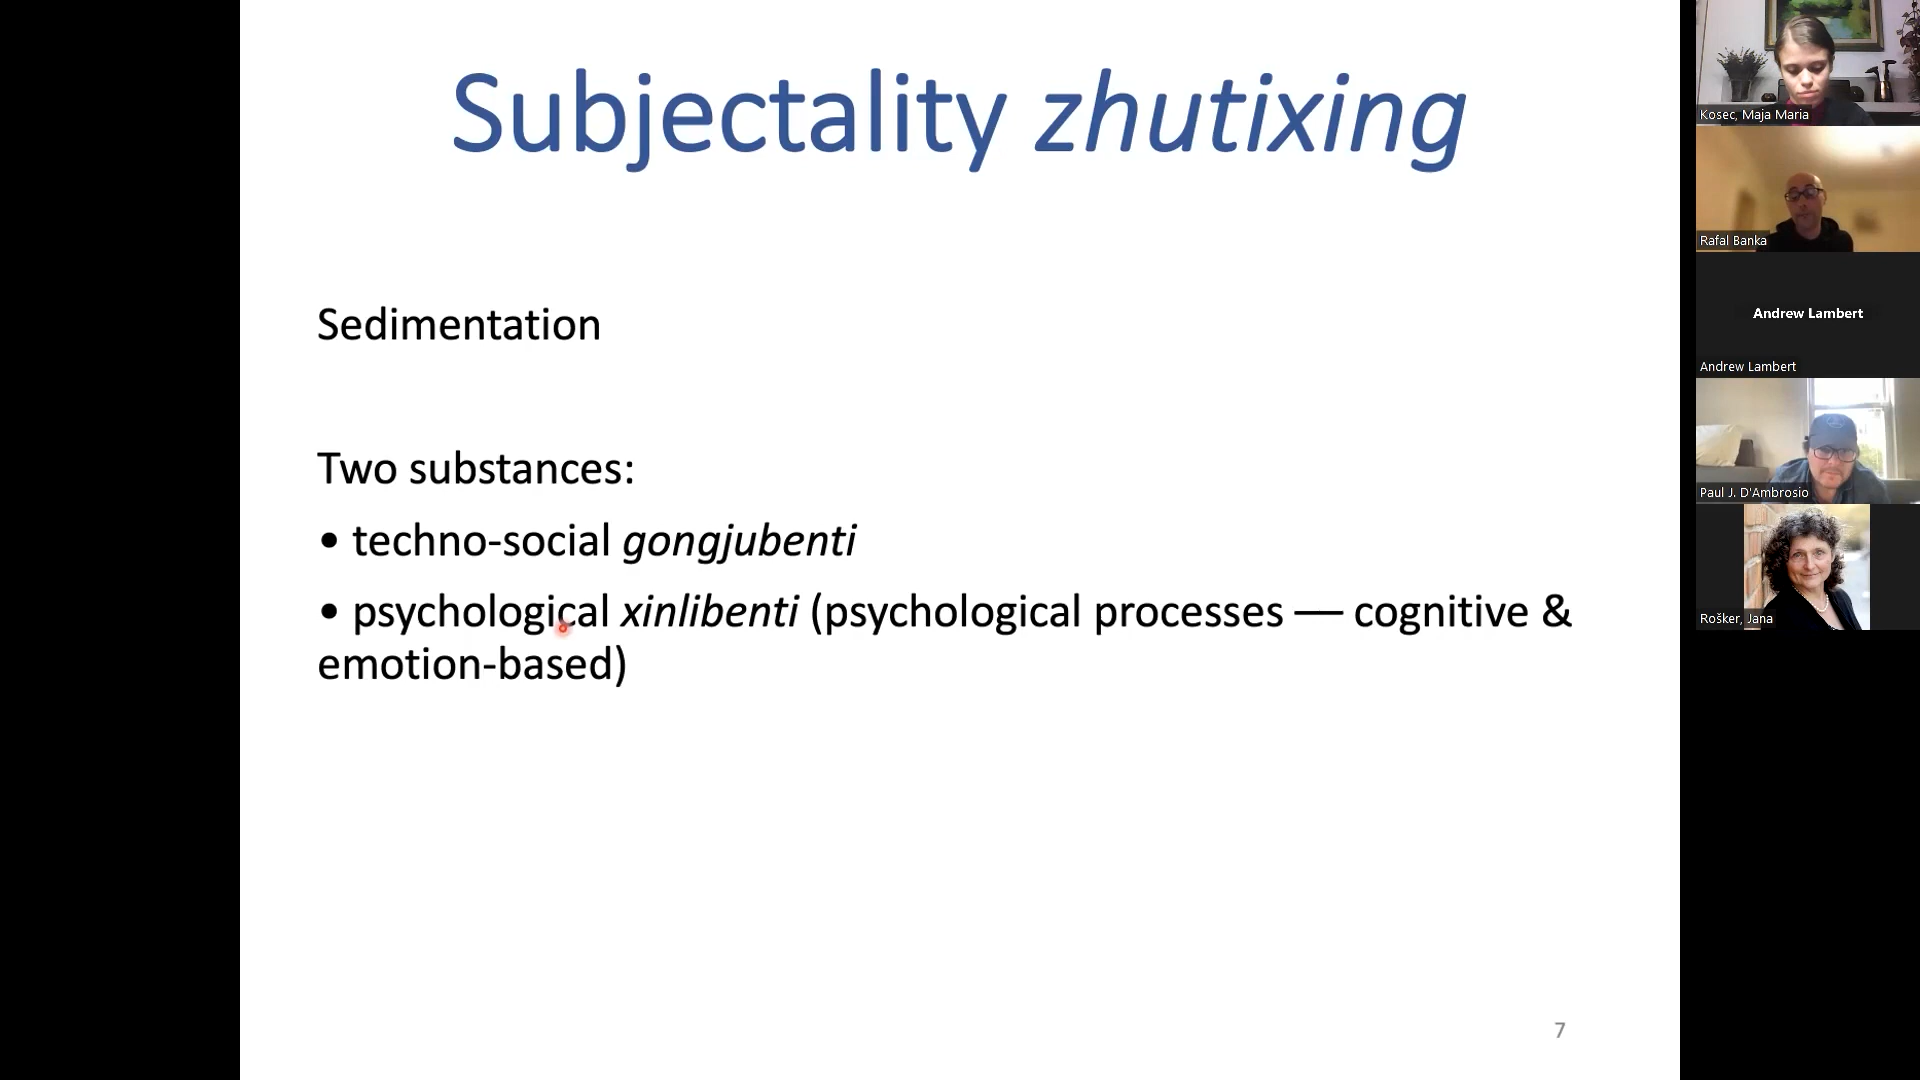 Subjectality zhutixing
Sedimentation
Two substances:
• techno-social gongjubenti
• psychological xinlibenti (psychological processes — cognitive &
emotion-based)
7
Kosec, Maja Maria
Rafal Banka
Andrew Lambert
Andrew Lambert
Paul J. D'Ambrosio
Rošker, Jana